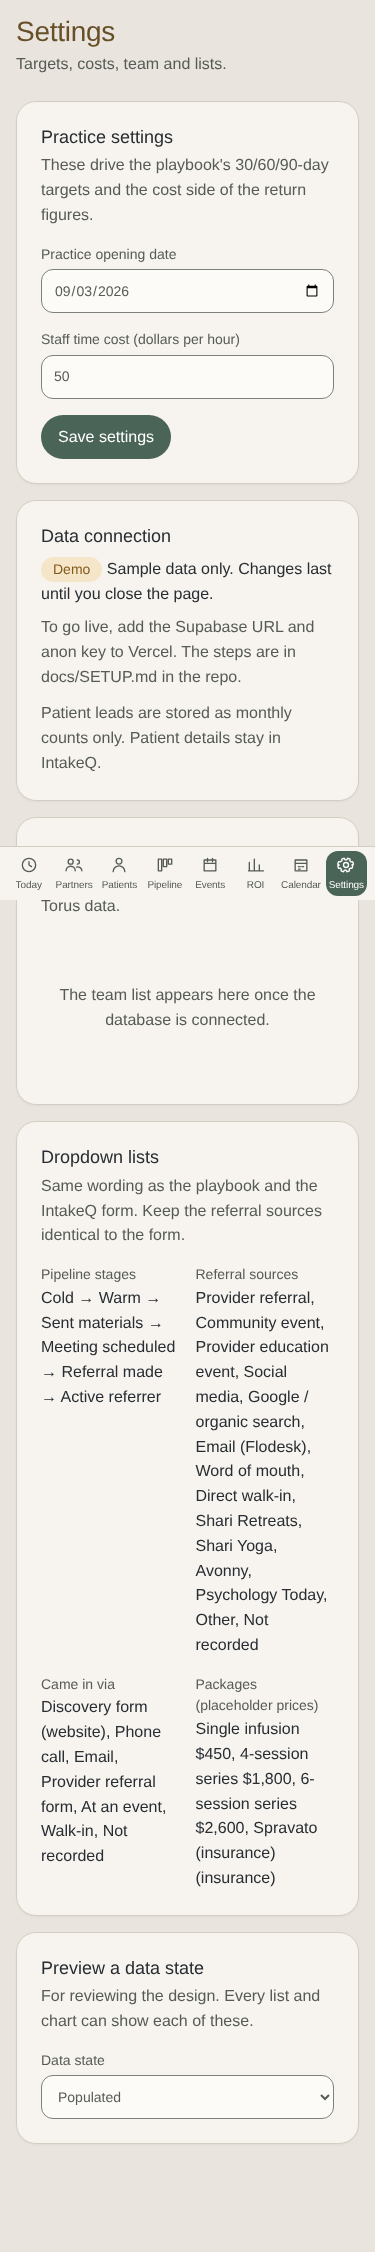 Settings
Targets, costs, team and lists.
Practice settings
These drive the playbook's 30/60/90-day
targets and the cost side of the return
figures.
Practice opening date
09/03/2026
Staff time cost (dollars per hour)
50
Save settings
Data connection
Demo Sample data only. Changes last
until you close the page.
To go live, add the Supabase URL and
anon key to Vercel. The steps are in
docs/SETUP.md in the repo.
Patient leads are stored as monthly
counts only. Patient details stay in
IntakeQ.
Today Partners Patients Pipeline Events ROI Calendar Settings
Torus data.
The team list appears here once the
database is connected.
Dropdown lists
Same wording as the playbook and the
IntakeQ form. Keep the referral sources
identical to the form.
Pipeline stages
Cold → Warm →
Sent materials →
Meeting scheduled
→ Referral made
→ Active referrer
Referral sources
Provider referral,
Community event,
Provider education
event, Social
media, Google /
organic search,
Email (Flodesk),
Word of mouth,
Direct walk-in,
Shari Retreats,
Shari Yoga,
Avonny,
Psychology Today,
Other, Not
recorded
Came in via
Discovery form
(website), Phone
call, Email,
Provider referral
form, At an event,
Walk-in, Not
recorded
Packages
(placeholder prices)
Single infusion
$450, 4-session
series $1,800, 6-
session series
$2,600, Spravato
(insurance)
(insurance)
Preview a data state
For reviewing the design. Every list and
chart can show each of these.
Data state
Populated